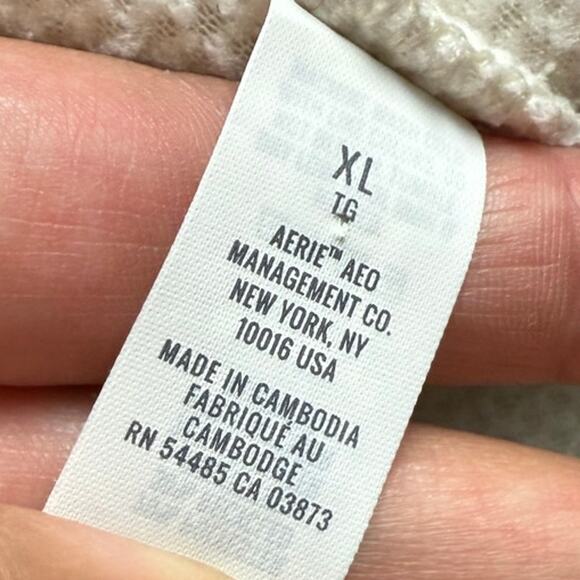 XL
TG
AERIE™ AEO
MANAGEMENT CO.
NEW YORK, NY
10016 USA
MADE IN CAMBODIA
FABRIQUÉ AU
CAMBODGE
RN 54485 CA 03873